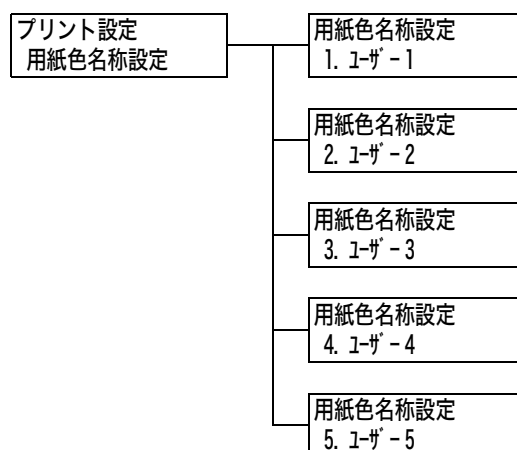 プリント設定
用紙色名称設定
用紙色名称設定
1. ﾕｰｻﾞｰ1
用紙色名称設定
2. ﾕｰｻﾞｰ2
用紙色名称設定
3. ﾕｰｻﾞｰ3
用紙色名称設定
4. ﾕｰｻﾞｰ4
用紙色名称設定
5. ﾕｰｻﾞｰ5